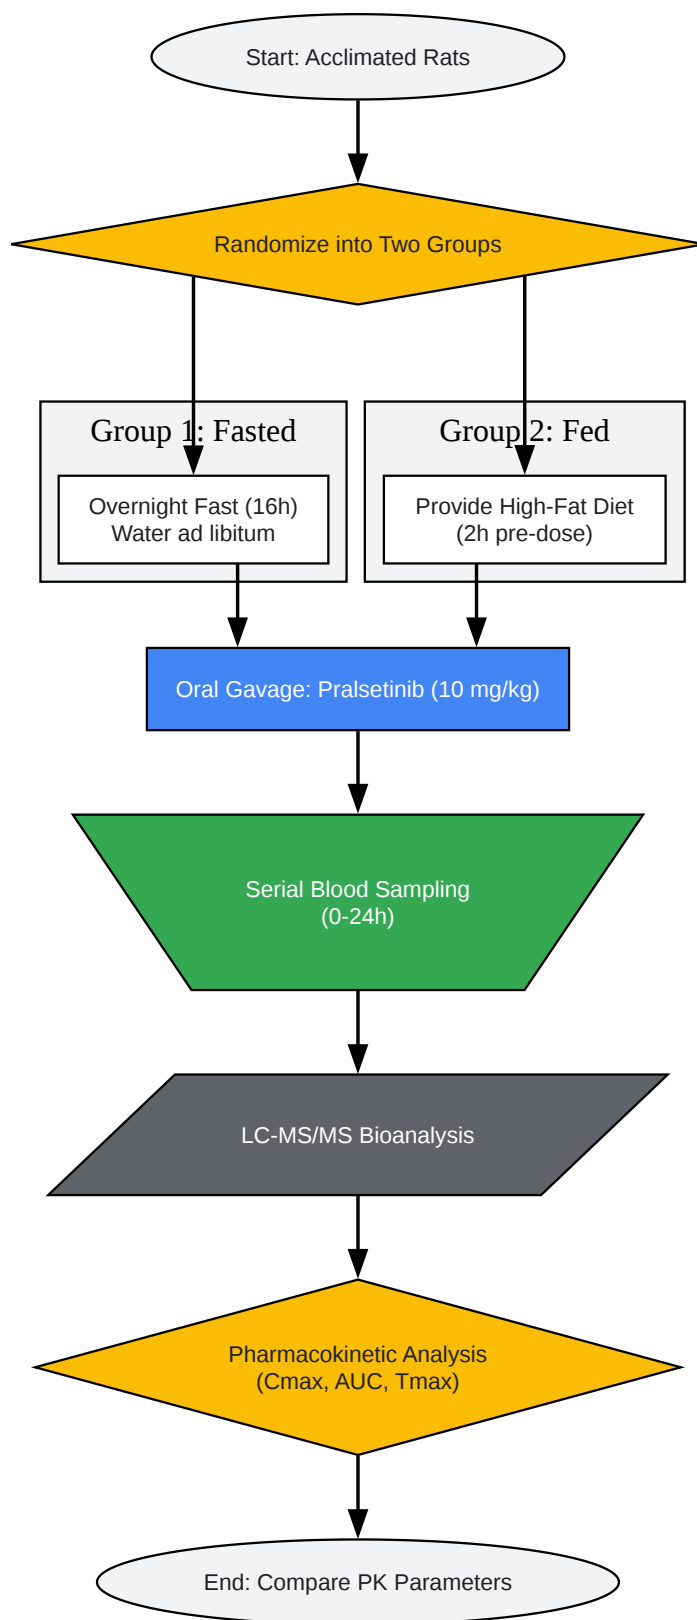 Start: Acclimated Rats
Randomize into Two Groups
Group 1: Fasted
Overnight Fast (16h)
Water ad libitum
Group 2: Fed
Provide High-Fat Diet
(2h pre-dose)
Oral Gavage: Pralsetinib (10 mg/kg)
Serial Blood Sampling
(0-24h)
LC-MS/MS Bioanalysis
Pharmacokinetic Analysis
(Cmax, AUC, Tmax)
End: Compare PK Parameters